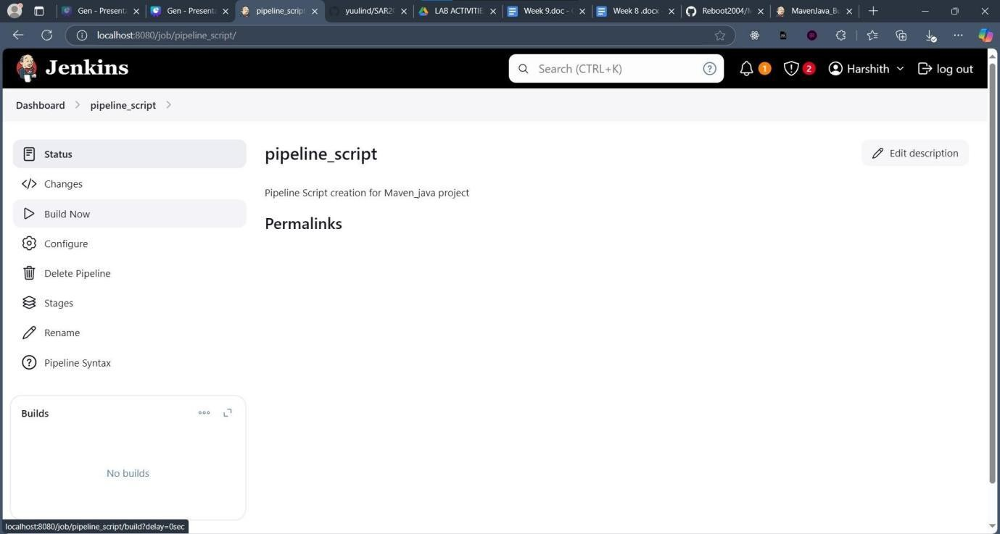 Gen - Present
Gen - Present
pipeline_script
yuulind/SAR2
LAB ACTIVITIE
Week 9.doc -
Week 8 .docx -
Reboot2004/
MavenJava_Bu
localhost:8080/job/pipeline_script/
Jenkins
Search (CTRL+K)
?
1
2
Harshith
log out
Dashboard
pipeline_script
Status
Changes
Build Now
Configure
Delete Pipeline
Stages
Rename
Pipeline Syntax
pipeline_script
Edit description
Pipeline Script creation for Maven_java project
Permalinks
Builds
No builds
localhost:8080/job/pipeline_script/build?delay=0sec